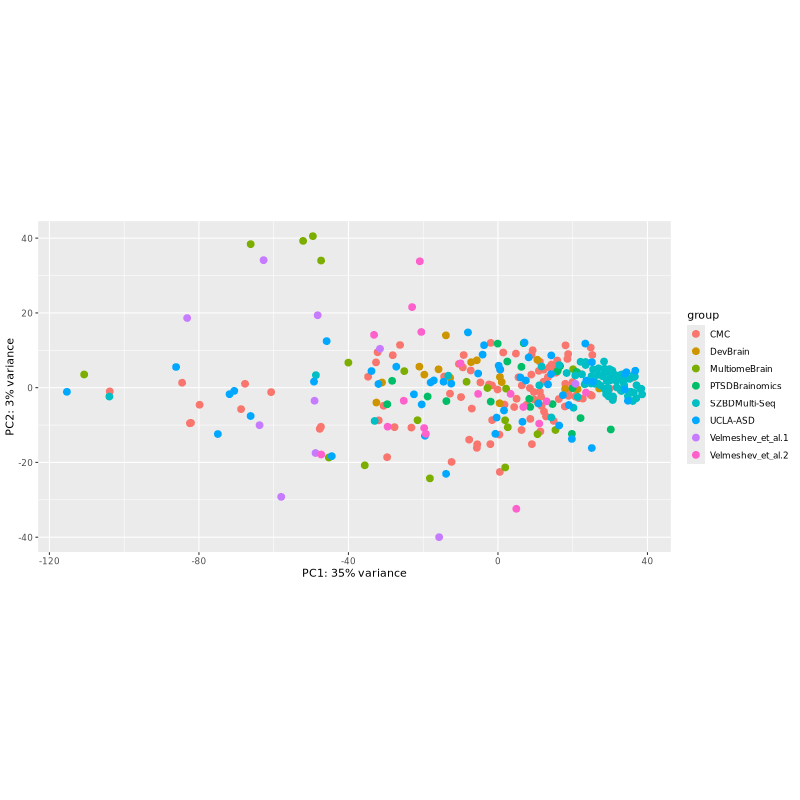 40
20
0
-20
-40
PC2: 3% variance
-120
-80
-40
0
40
PC1: 35% variance
group
CMC
DevBrain
MultiomeBrain
PTSDBrainomics
SZBDMulti-Seq
UCLA-ASD
Velmeshev_et_al.1
Velmeshev_et_al.2